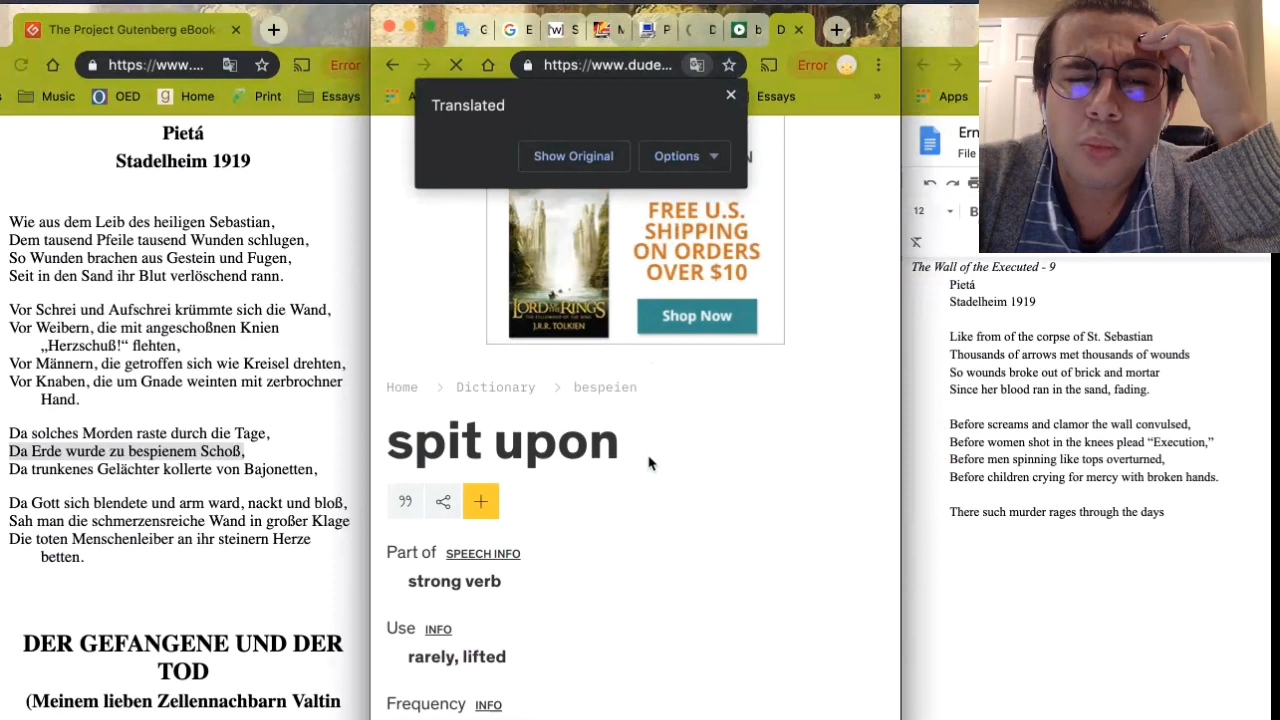 The Project Gutenberg eBook
https://www....
Error
Music
OED
Home
Print
Essays
Pietá
Stadelheim 1919
Wie aus dem Leib des heiligen Sebastian,
Dem tausend Pfeile tausend Wunden schlugen,
So Wunden brachen aus Gestein und Fugen,
Seit in den Sand ihr Blut verlöschend rann.
Vor Schrei und Aufschrei krümmte sich die Wand,
Vor Weibern, die mit angeschoßnen Knien
„Herzschuß!“ flehten,
Vor Männern, die getroffen sich wie Kreisel drehten,
Vor Knaben, die um Gnade weinten mit zerbrochner
Hand.
Da solches Morden raste durch die Tage,
Da Erde wurde zu bespienem Schoß,
Da trunkenes Gelächter kollerte von Bajonetten,
Da Gott sich blendete und arm ward, nackt und bloß,
Sah man die schmerzensreiche Wand in großer Klage
Die toten Menschenleiber an ihr steinern Herze
betten.
DER GEFANGENE UND DER
TOD
(Meinem lieben Zellennachbarn Valtin
G
E
S
M
P
D
b
D
https://www.dude...
Error
Essays
»
Translated
Show Original
Options
N
FREE U.S.
SHIPPING
ON ORDERS
OVER $10
Shop Now
LORD OF THE RINGS
THE FELLOWSHIP OF THE RING
J.R.R. TOLKIEN
Home > Dictionary > bespeien
spit upon
Part of SPEECH INFO
strong verb
Use INFO
rarely, lifted
Frequency INFO
Apps
Ern
File
12
B
The Wall of the Executed - 9
Pietá
Stadelheim 1919
Like from of the corpse of St. Sebastian
Thousands of arrows met thousands of wounds
So wounds broke out of brick and mortar
Since her blood ran in the sand, fading.
Before screams and clamor the wall convulsed,
Before women shot in the knees plead “Execution,”
Before men spinning like tops overturned,
Before children crying for mercy with broken hands.
There such murder rages through the days